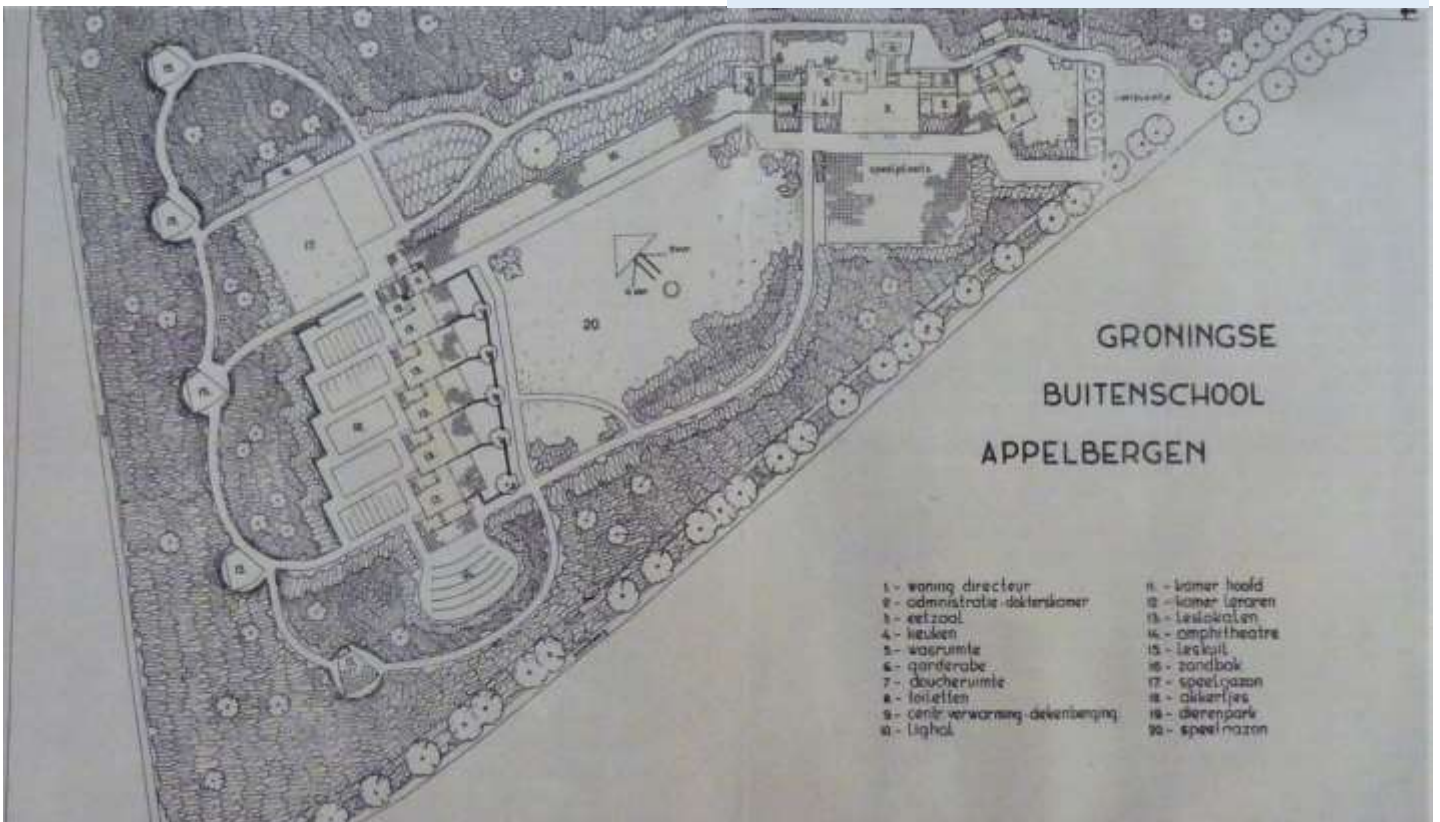 speelplaats
20
17
GRONINGSE
BUITENSCHOOL
APPELBERGEN
1 - woning directeur
2 - administratie-dokterskamer
3 - eetzaal
4 - keuken
5 - wasruimte
6 - garderobe
7 - doucheruimte
8 - toiletten
9 - centr verwarming-dekenberging
10 - lighal
11 - kamer hoofd
12 - kamer leraren
13 - leslokalen
14 - amphitheatre
15 - leskuil
16 - zandbak
17 - speelgazon
18 - akkertjes
19 - dierenpark
20 - speelgazon